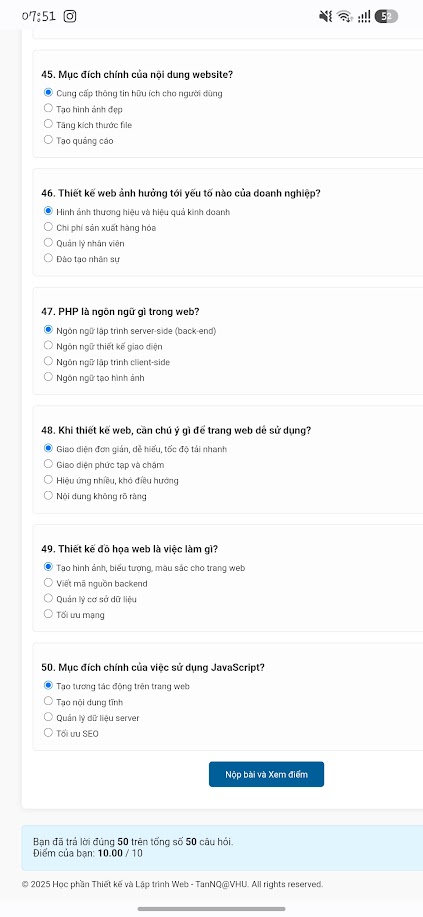 07:51
52
45. Mục đích chính của nội dung website?
Cung cấp thông tin hữu ích cho người dùng
Tạo hình ảnh đẹp
Tăng kích thước file
Tạo quảng cáo
46. Thiết kế web ảnh hưởng tới yếu tố nào của doanh nghiệp?
Hình ảnh thương hiệu và hiệu quả kinh doanh
Chi phí sản xuất hàng hóa
Quản lý nhân viên
Đào tạo nhân sự
47. PHP là ngôn ngữ gì trong web?
Ngôn ngữ lập trình server-side (back-end)
Ngôn ngữ thiết kế giao diện
Ngôn ngữ lập trình client-side
Ngôn ngữ tạo hình ảnh
48. Khi thiết kế web, cần chú ý gì để trang web dễ sử dụng?
Giao diện đơn giản, dễ hiểu, tốc độ tải nhanh
Giao diện phức tạp và chậm
Hiệu ứng nhiều, khó điều hướng
Nội dung không rõ ràng
49. Thiết kế đồ họa web là việc làm gì?
Tạo hình ảnh, biểu tượng, màu sắc cho trang web
Viết mã nguồn backend
Quản lý cơ sở dữ liệu
Tối ưu mạng
50. Mục đích chính của việc sử dụng JavaScript?
Tạo tương tác động trên trang web
Tạo nội dung tĩnh
Quản lý dữ liệu server
Tối ưu SEO
Nộp bài và Xem điểm
Bạn đã trả lời đúng 50 trên tổng số 50 câu hỏi.
Điểm của bạn: 10.00 / 10
© 2025 Học phần Thiết kế và Lập trình Web - TanNQ@VHU. All rights reserved.